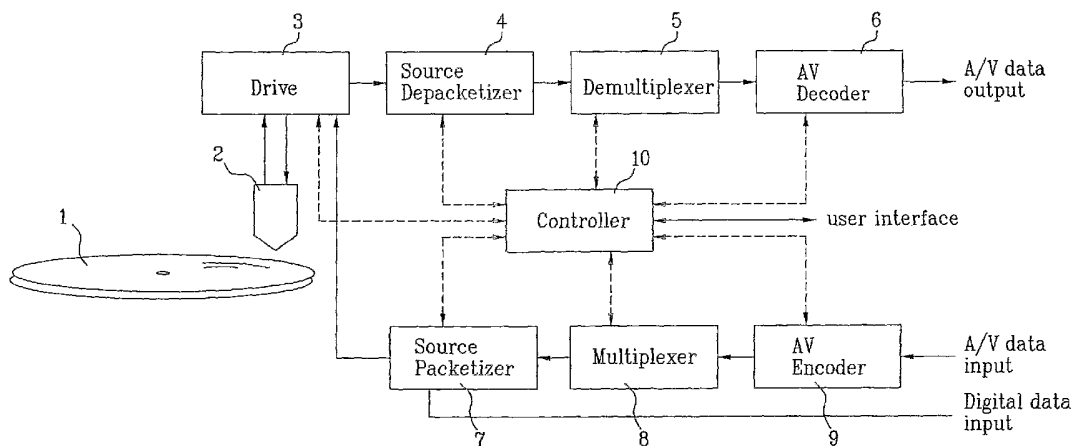 3
4
5
6
Drive
Source
Depacketizer
Demultiplexer
AV
Decoder
A/V data
output
2
10
1
Controller
user interface
Source
Packetizer
Multiplexer
AV
Encoder
A/V data
input
Digital data
input
7
8
9